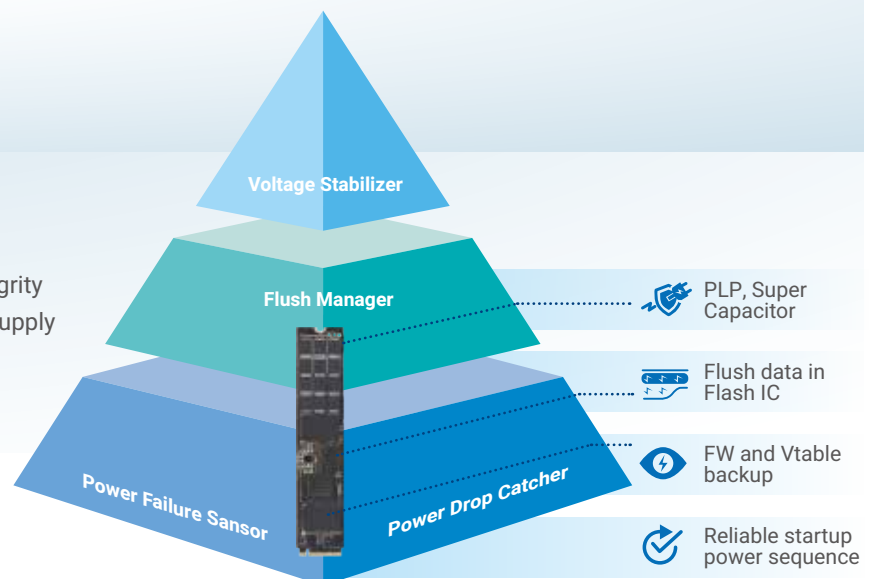 Voltage Stabilizer
grity
upply
Flush Manager
PLP, Super
Capacitor
Flush data in
Flash IC
FW and Vtable
backup
Power Failure Sansor
Power Drop Catcher
Reliable startup
power sequence